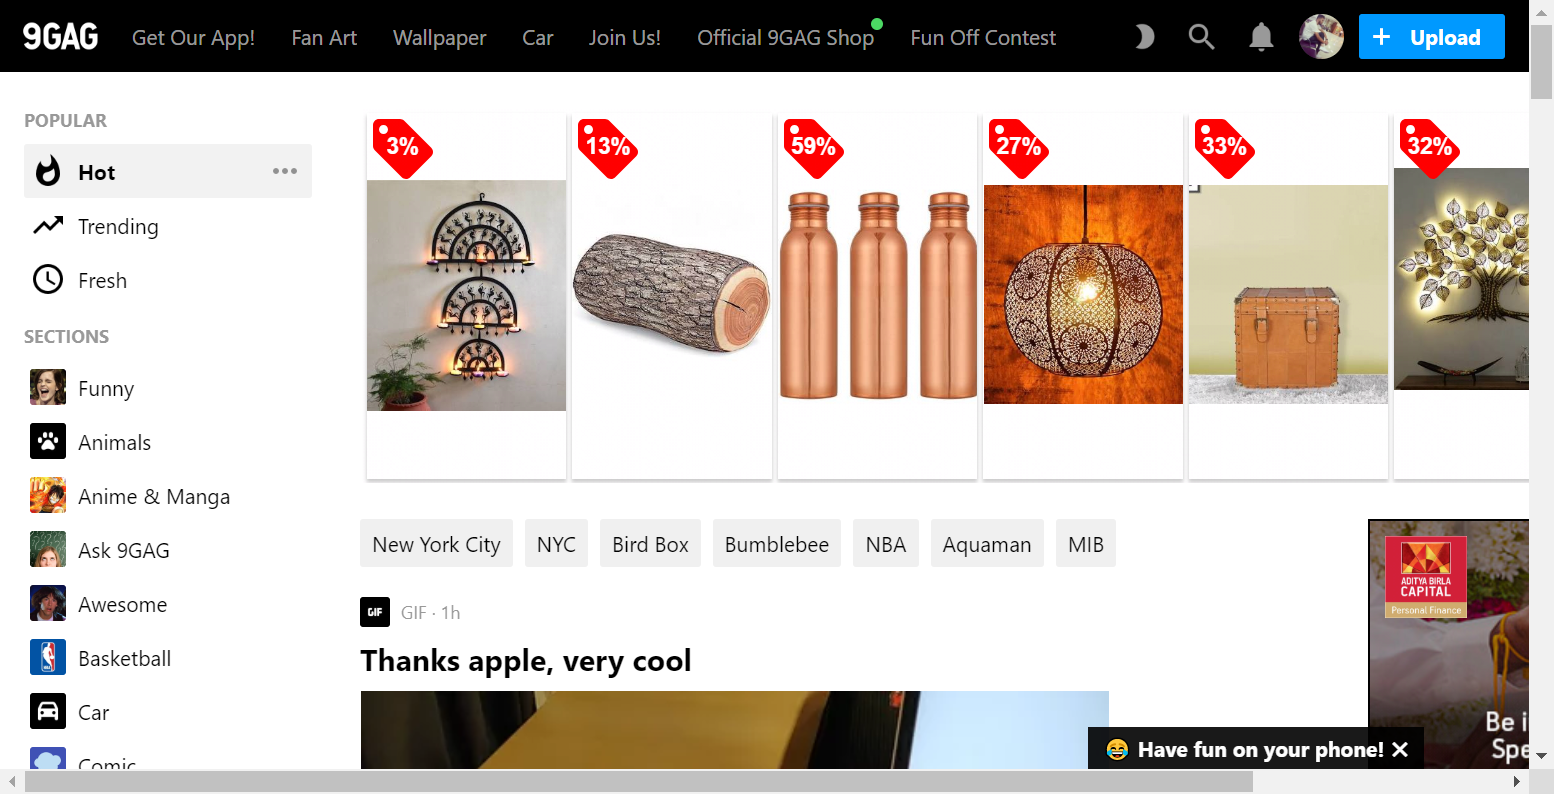 9GAG
Get Our App!
Fan Art
Wallpaper
Car
Join Us!
Official 9GAG Shop
Fun Off Contest
Upload
POPULAR
Hot
Trending
Fresh
SECTIONS
Funny
Animals
Anime & Manga
Ask 9GAG
Awesome
Basketball
Car
Comic
3%
13%
59%
27%
33%
32%
New York City
NYC
Bird Box
Bumblebee
NBA
Aquaman
MIB
GIF
GIF · 1h
Thanks apple, very cool
ADITYA BIRLA
CAPITAL
Personal Finance
Be i
Spe
😂 Have fun on your phone!